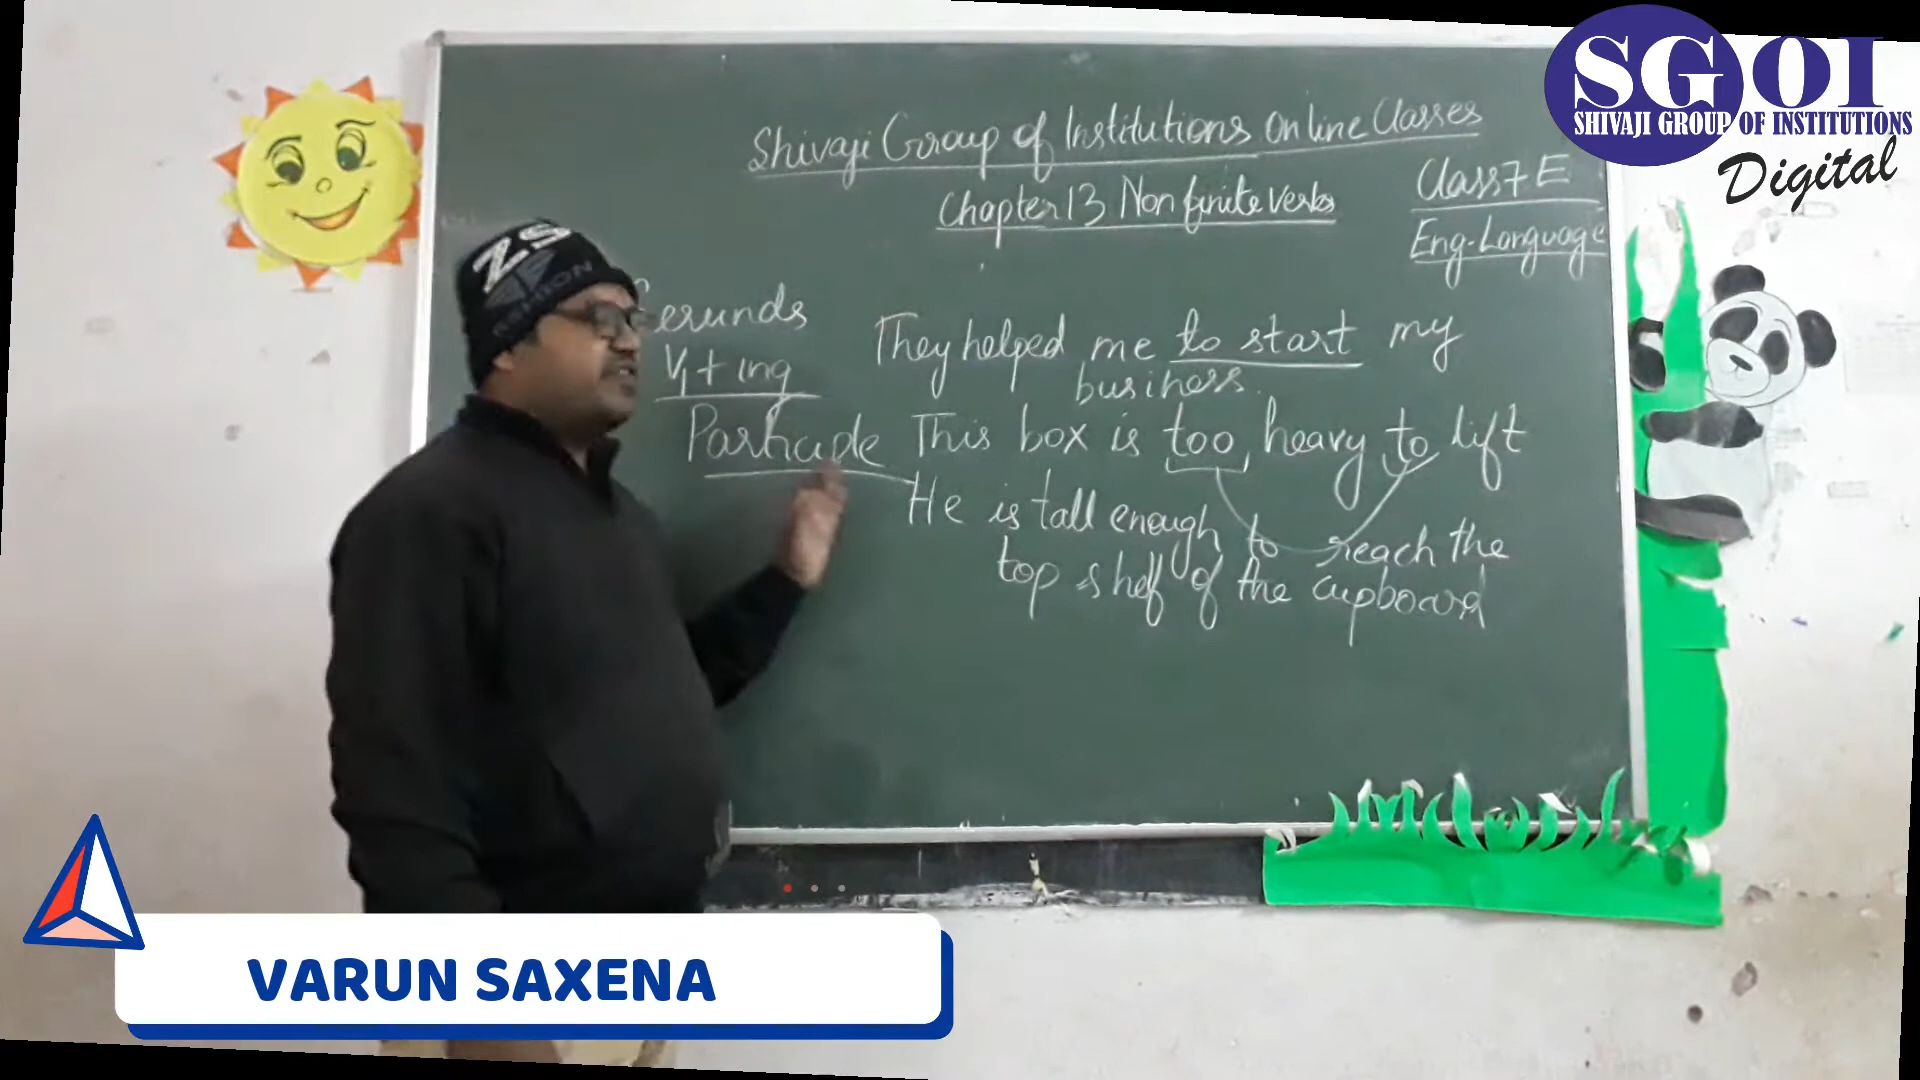 SGOI
SHIVAJI GROUP OF INSTITUTIONS
Digital
Shivaji Group of Institutions Online Classes
Chapter 13 Non finite Verbs
Class 7 E
Eng. Language
erunds
V1 + ing
Participle
They helped me to start my
business.
This box is too heavy to lift
He is tall enough to reach the
top shelf of the cupboard
VARUN SAXENA